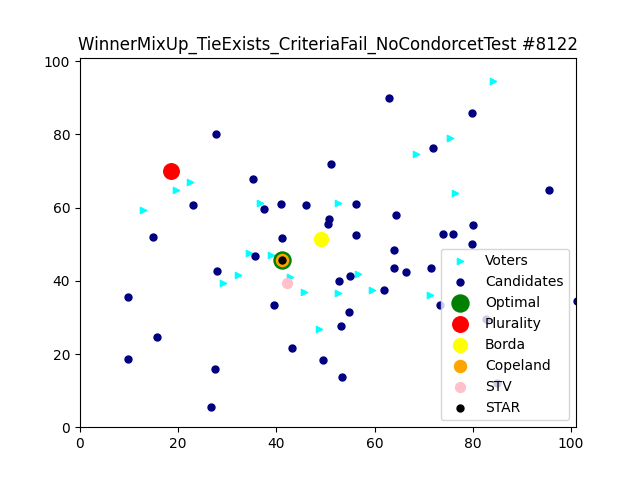 WinnerMixUp_TieExists_CriteriaFail_NoCondorcetTest #8122
100
80
60
40
20
0
0 20 40 60 80 100
Voters
Candidates
Optimal
Plurality
Borda
Copeland
STV
STAR